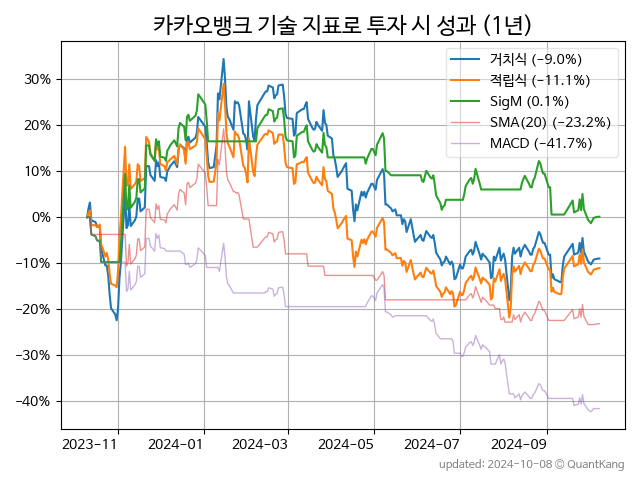 카카오뱅크 기술 지표로 투자 시 성과 (1년)
거치식 (−9.0%)
적립식 (−11.1%)
SigM (0.1%)
SMA(20) (−23.2%)
MACD (−41.7%)
30%
20%
10%
0%
−10%
−20%
−30%
−40%
2023-11 2024-01 2024-03 2024-05 2024-07 2024-09
updated: 2024-10-08 © QuantKang